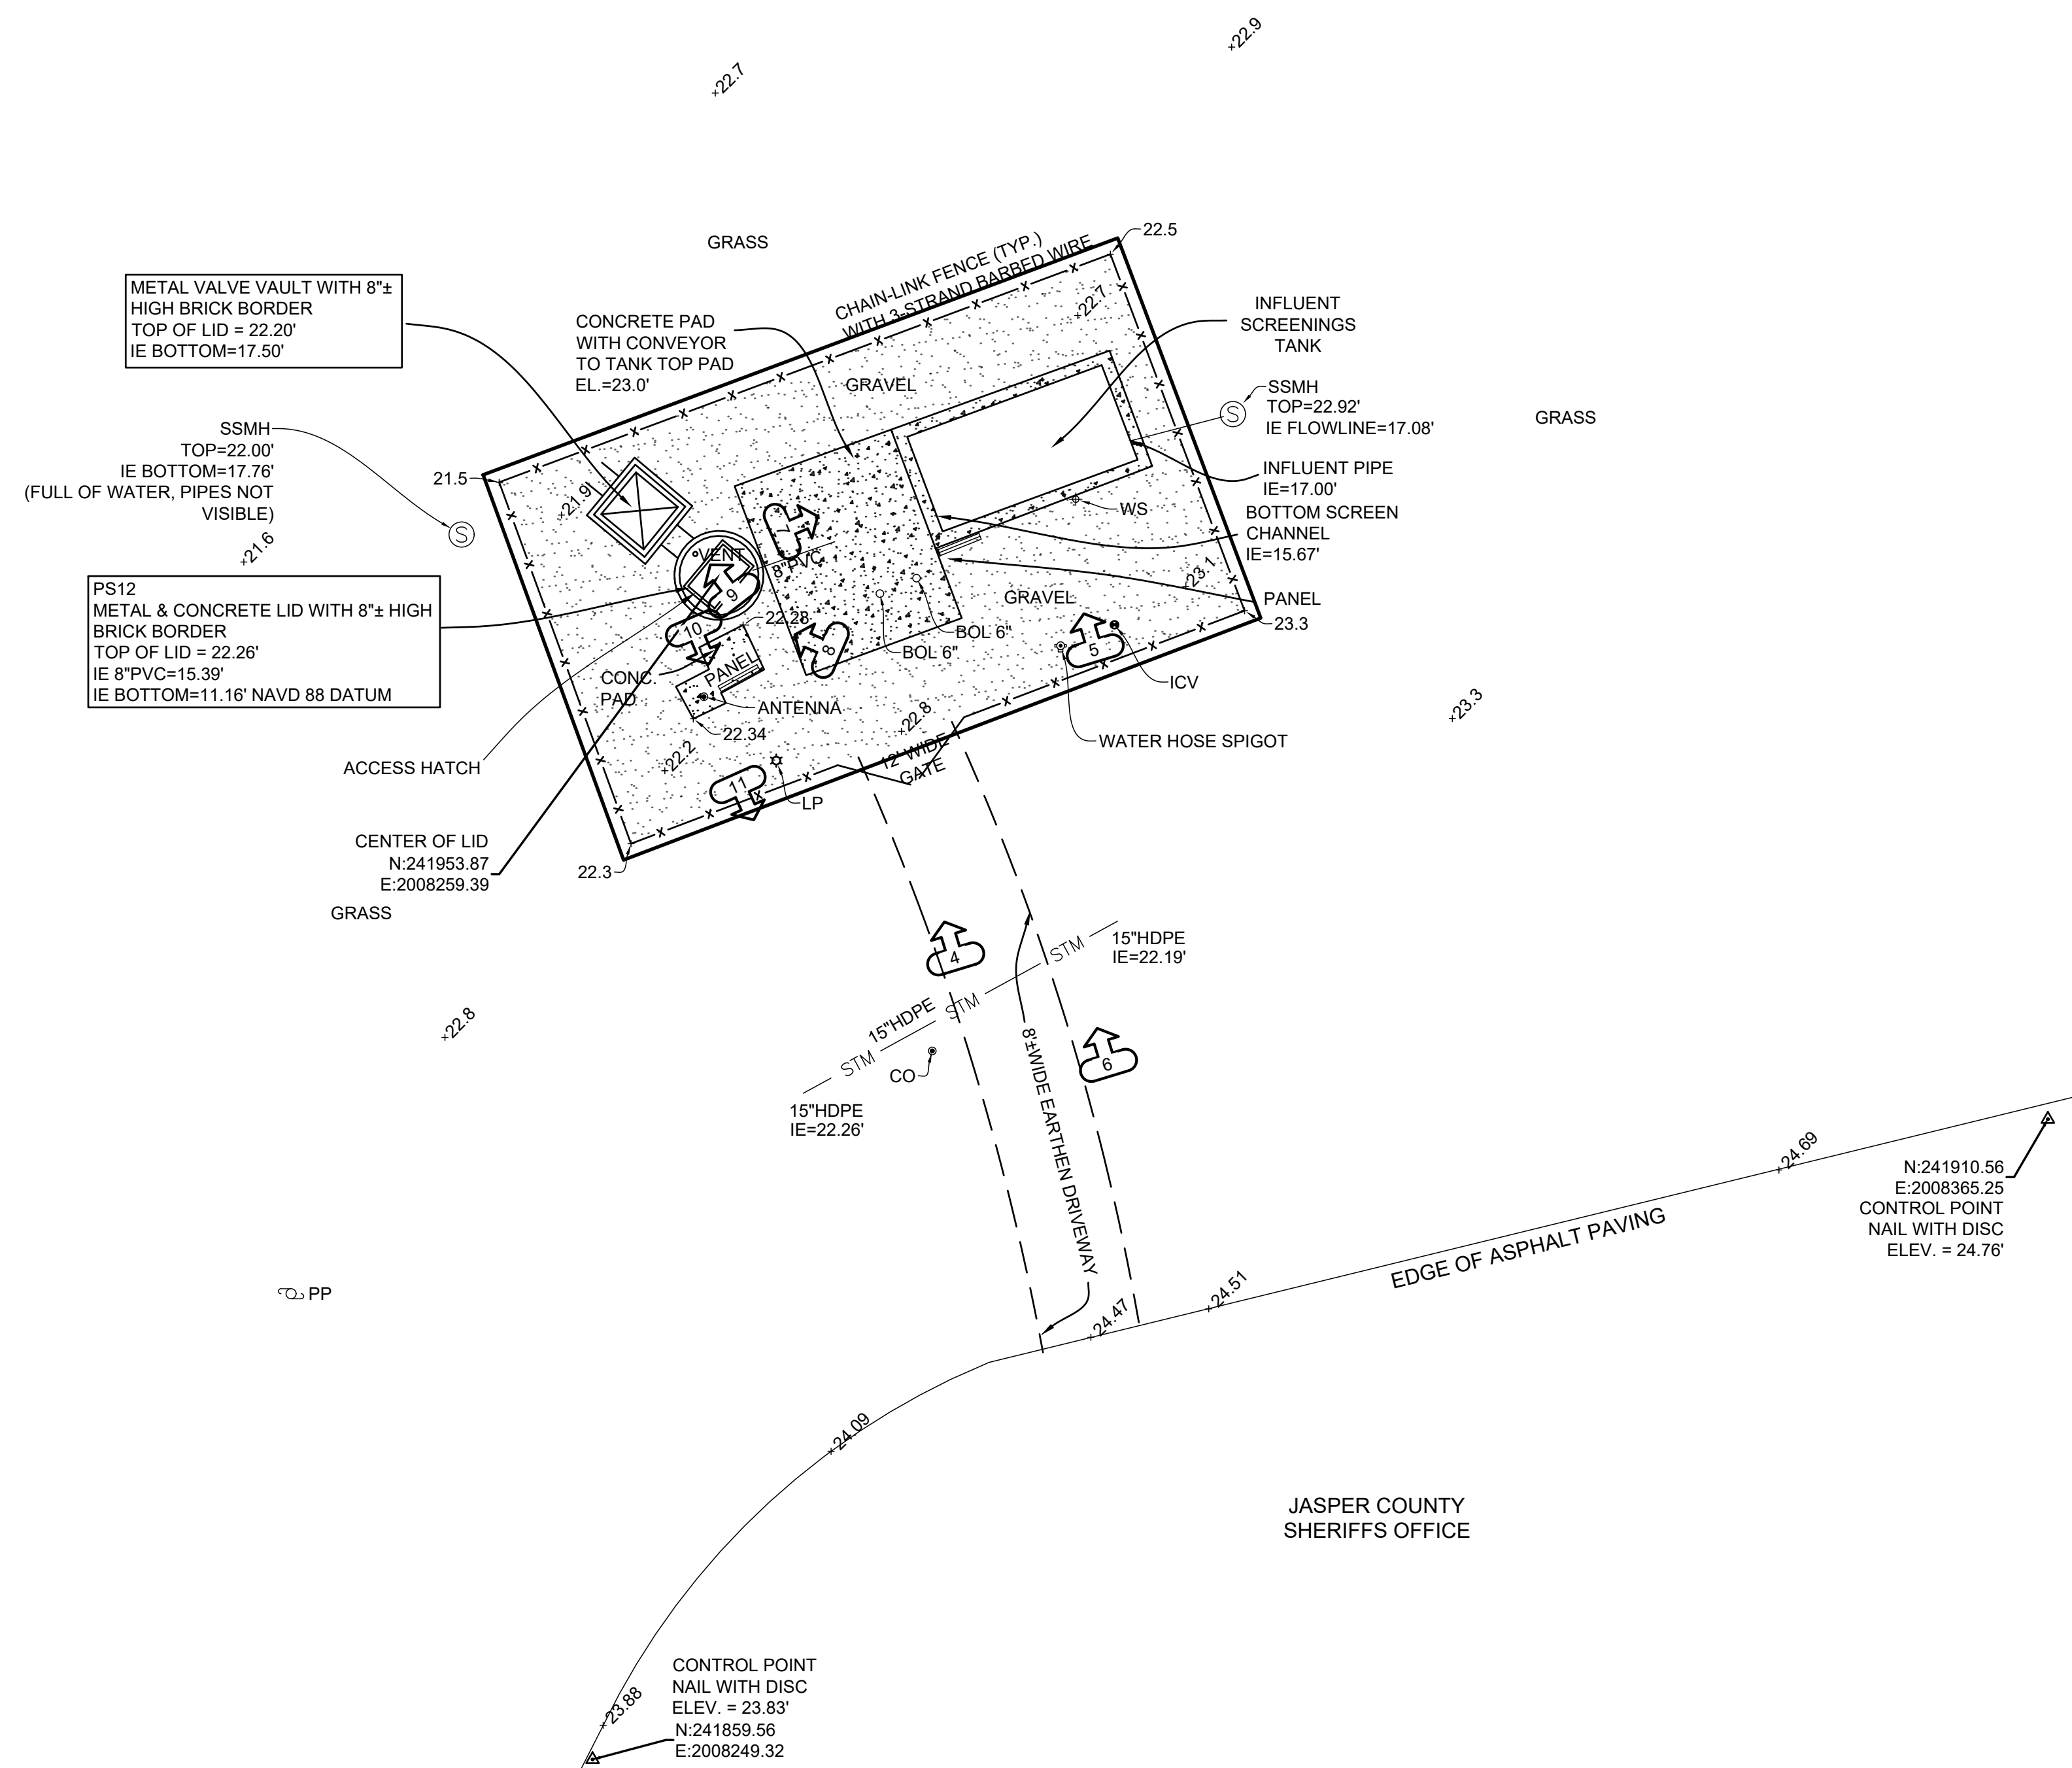 +22.9
+22.7
GRASS
22.5
CHAIN-LINK FENCE (TYP.)
WITH 3-STRAND BARBED WIRE
METAL VALVE VAULT WITH 8"±
HIGH BRICK BORDER
TOP OF LID = 22.20'
IE BOTTOM=17.50'
CONCRETE PAD
WITH CONVEYOR
TO TANK TOP PAD
EL.=23.0'
+22.7
INFLUENT
SCREENINGS
TANK
GRAVEL
SSMH
TOP=22.92'
IE FLOWLINE=17.08'
GRASS
SSMH
TOP=22.00'
IE BOTTOM=17.76'
(FULL OF WATER, PIPES NOT
VISIBLE)
S
S
21.5
+21.9
INFLUENT PIPE
IE=17.00'
WS
BOTTOM SCREEN
CHANNEL
IE=15.67'
+21.6
VENT
7
8"PVC
9
PS12
METAL & CONCRETE LID WITH 8"± HIGH
BRICK BORDER
TOP OF LID = 22.26'
IE 8"PVC=15.39'
IE BOTTOM=11.16' NAVD 88 DATUM
+23.1
GRAVEL
PANEL
23.3
10
22.28
BOL 6"
BOL 6"
8
5
ICV
PANEL
CONC.
PAD
ANTENNA
22.34
+22.8
+23.3
WATER HOSE SPIGOT
12' WIDE
GATE
+22.2
ACCESS HATCH
11
LP
CENTER OF LID
N:241953.87
E:2008259.39
22.3
GRASS
4
15"HDPE
IE=22.19'
STM
STM
15"HDPE
STM
+22.8
CO
6
8'±WIDE EARTHEN DRIVEWAY
15"HDPE
IE=22.26'
+24.69
N:241910.56
E:2008365.25
CONTROL POINT
NAIL WITH DISC
ELEV. = 24.76'
EDGE OF ASPHALT PAVING
PP
+24.51
+24.47
+24.09
JASPER COUNTY
SHERIFFS OFFICE
+23.88
CONTROL POINT
NAIL WITH DISC
ELEV. = 23.83'
N:241859.56
E:2008249.32